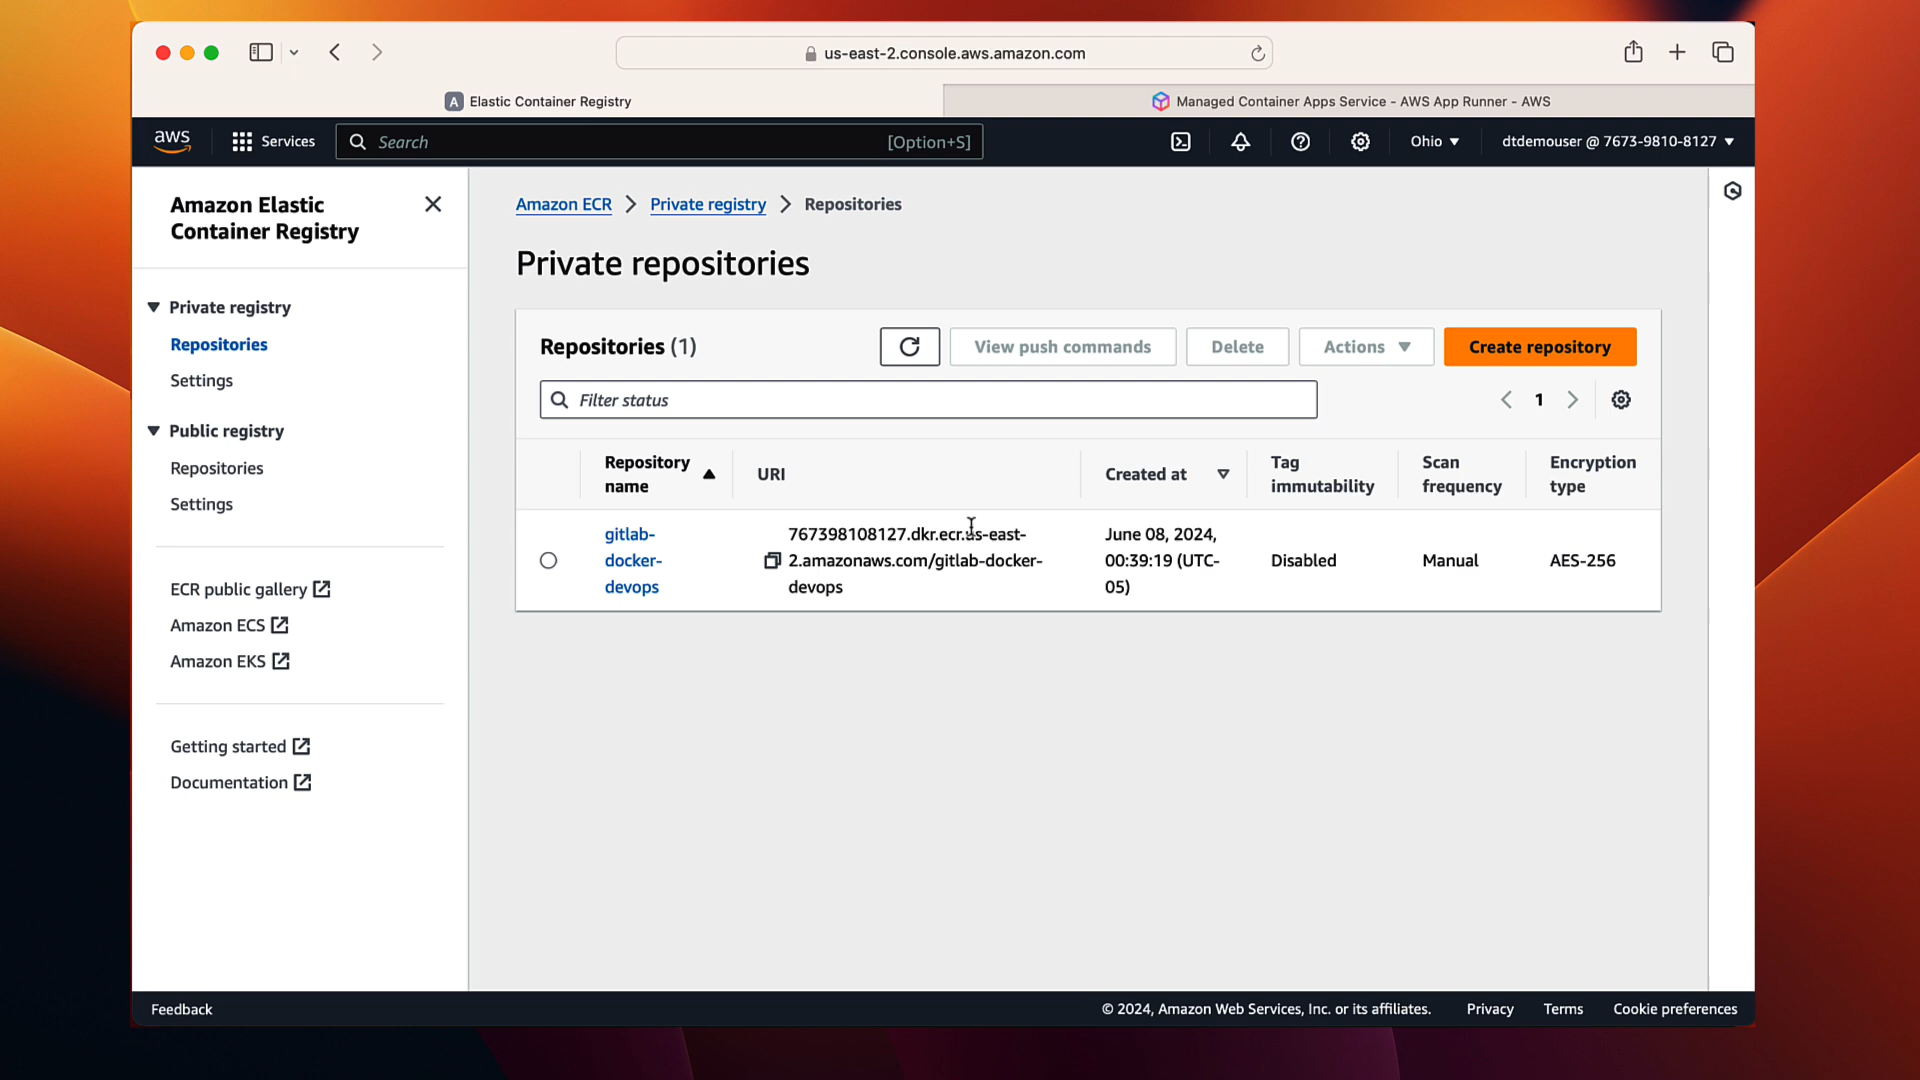 us-east-2.console.aws.amazon.com
A Elastic Container Registry
Managed Container Apps Service - AWS App Runner - AWS
aws
Services
Search
[Option+S]
Ohio
dtdemouser @ 7673-9810-8127
Amazon Elastic
Container Registry
Private registry
Repositories
Settings
Public registry
Repositories
Settings
ECR public gallery
Amazon ECS
Amazon EKS
Getting started
Documentation
Amazon ECR > Private registry > Repositories
Private repositories
Repositories (1)
View push commands
Delete
Actions
Create repository
Filter status
1
Repository
name
URI
Created at
Tag
immutability
Scan
frequency
Encryption
type
gitlab-
docker-
devops
767398108127.dkr.ecr.us-east-
2.amazonaws.com/gitlab-docker-
devops
June 08, 2024,
00:39:19 (UTC-
05)
Disabled
Manual
AES-256
Feedback
© 2024, Amazon Web Services, Inc. or its affiliates.
Privacy
Terms
Cookie preferences